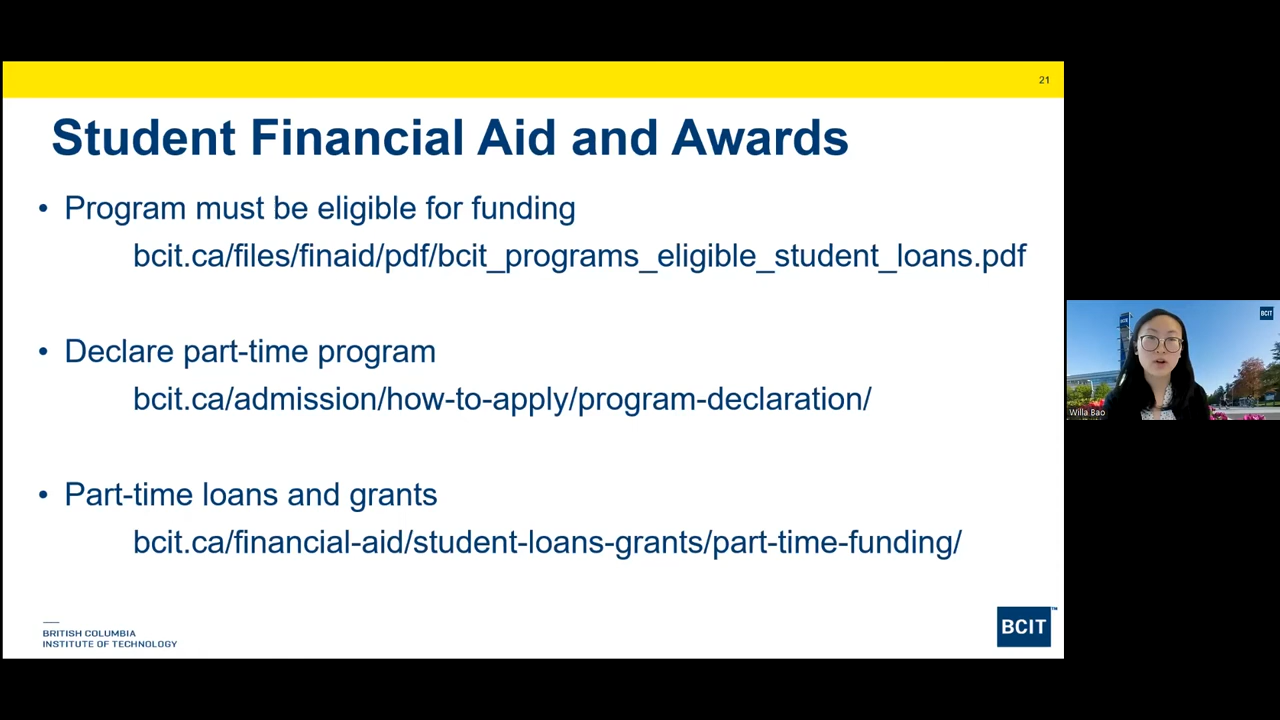 21
Student Financial Aid and Awards
• Program must be eligible for funding
bcit.ca/files/finaid/pdf/bcit_programs_eligible_student_loans.pdf
• Declare part-time program
bcit.ca/admission/how-to-apply/program-declaration/
• Part-time loans and grants
bcit.ca/financial-aid/student-loans-grants/part-time-funding/
BRITISH COLUMBIA
INSTITUTE OF TECHNOLOGY
BCIT™
BCIT
BCIT
Willa Bao